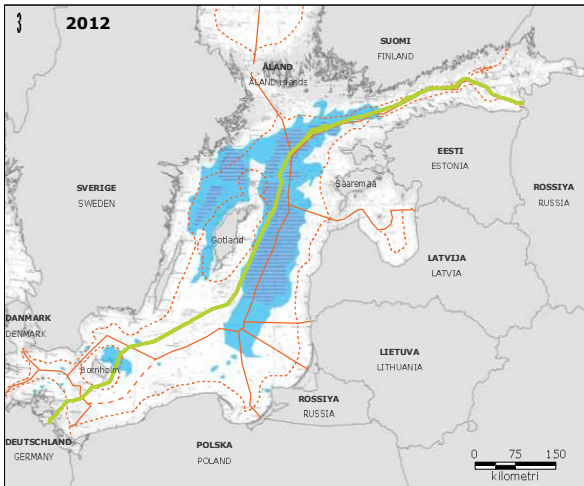 2012
SUOMI
FINLAND
ÅLAND
ÅLAND islands
EESTI
ESTONIA
SVERIGE
SWEDEN
Saaremaa
ROSSIYA
RUSSIA
Gotland
LATVIJA
LATVIA
DANMARK
DENMARK
Bornholm
LIETUVA
LITHUANIA
ROSSIYA
RUSSIA
DEUTSCHLAND
GERMANY
POLSKA
POLAND
0 75 150
kilometri